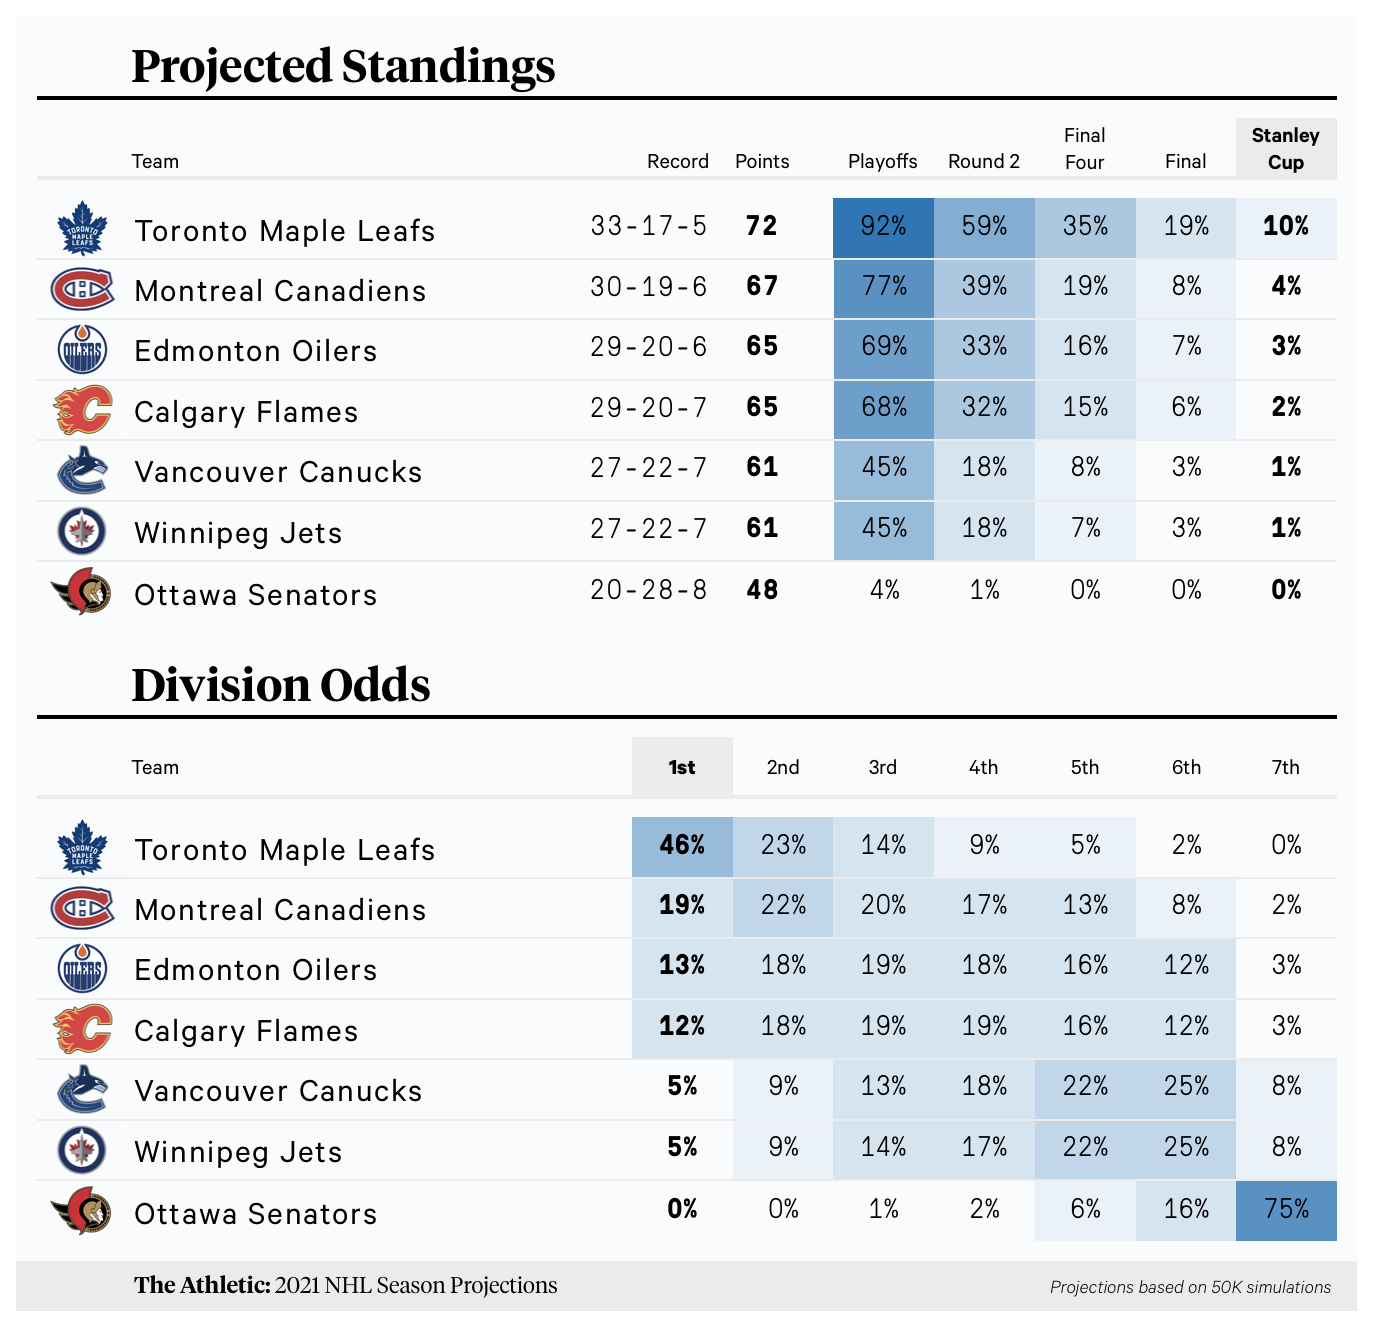 Projected Standings
Team Record Points Playoffs Round 2 Final Four Final Stanley Cup
TORONTO MAPLE LEAFS Toronto Maple Leafs 33-17-5 72 92% 59% 35% 19% 10%
Montreal Canadiens 30-19-6 67 77% 39% 19% 8% 4%
OILERS Edmonton Oilers 29-20-6 65 69% 33% 16% 7% 3%
Calgary Flames 29-20-7 65 68% 32% 15% 6% 2%
Vancouver Canucks 27-22-7 61 45% 18% 8% 3% 1%
Winnipeg Jets 27-22-7 61 45% 18% 7% 3% 1%
Ottawa Senators 20-28-8 48 4% 1% 0% 0% 0%
Division Odds
Team 1st 2nd 3rd 4th 5th 6th 7th
TORONTO MAPLE LEAFS Toronto Maple Leafs 46% 23% 14% 9% 5% 2% 0%
Montreal Canadiens 19% 22% 20% 17% 13% 8% 2%
OILERS Edmonton Oilers 13% 18% 19% 18% 16% 12% 3%
Calgary Flames 12% 18% 19% 19% 16% 12% 3%
Vancouver Canucks 5% 9% 13% 18% 22% 25% 8%
Winnipeg Jets 5% 9% 14% 17% 22% 25% 8%
Ottawa Senators 0% 0% 1% 2% 6% 16% 75%
The Athletic: 2021 NHL Season Projections Projections based on 50K simulations